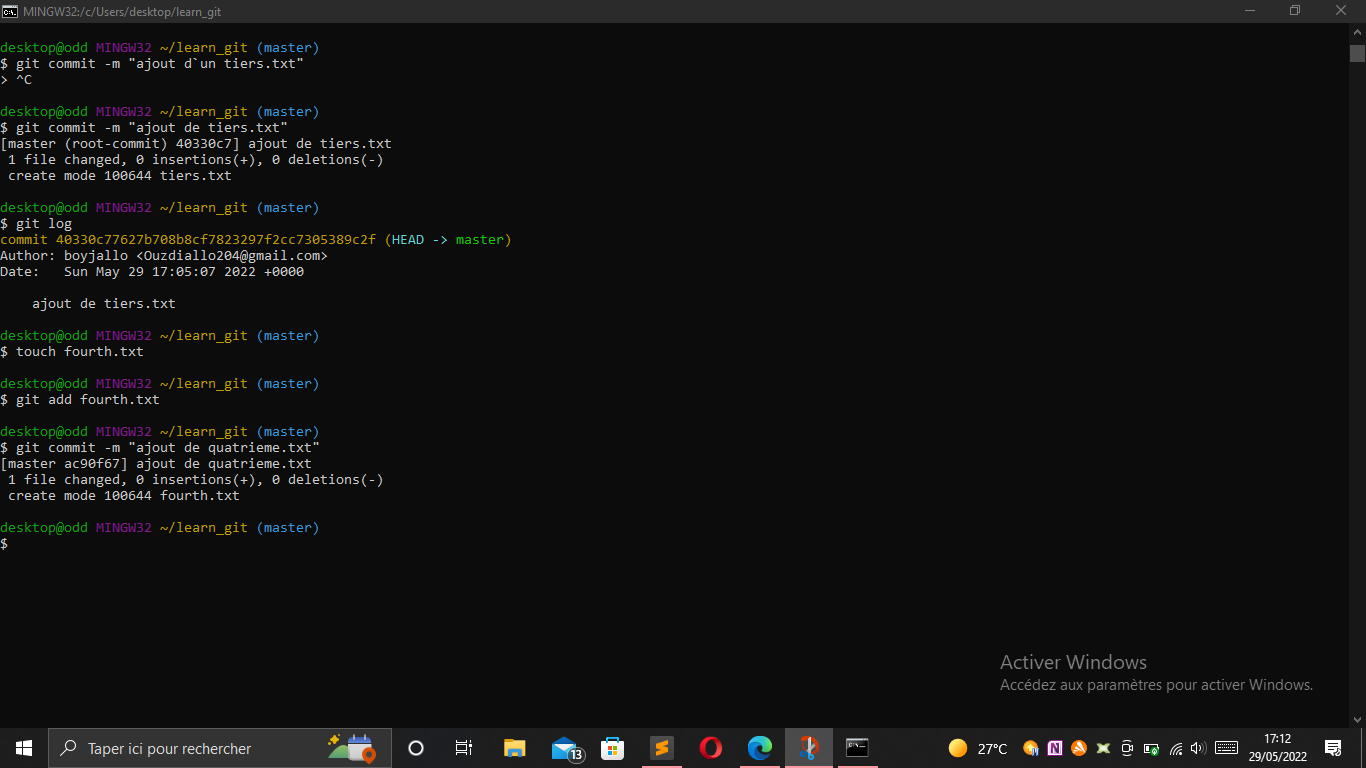 MINGW32:/c/Users/desktop/learn_git
desktop@odd MINGW32 ~/learn_git (master)
$ git commit -m "ajout d`un tiers.txt"
> ^C
desktop@odd MINGW32 ~/learn_git (master)
$ git commit -m "ajout de tiers.txt"
[master (root-commit) 40330c7] ajout de tiers.txt
 1 file changed, 0 insertions(+), 0 deletions(-)
 create mode 100644 tiers.txt
desktop@odd MINGW32 ~/learn_git (master)
$ git log
commit 40330c77627b708b8cf7823297f2cc7305389c2f (HEAD -> master)
Author: boyjallo <Ouzdiallo204@gmail.com>
Date:   Sun May 29 17:05:07 2022 +0000
    ajout de tiers.txt
desktop@odd MINGW32 ~/learn_git (master)
$ touch fourth.txt
desktop@odd MINGW32 ~/learn_git (master)
$ git add fourth.txt
desktop@odd MINGW32 ~/learn_git (master)
$ git commit -m "ajout de quatrieme.txt"
[master ac90f67] ajout de quatrieme.txt
 1 file changed, 0 insertions(+), 0 deletions(-)
 create mode 100644 fourth.txt
desktop@odd MINGW32 ~/learn_git (master)
$
Activer Windows
Accédez aux paramètres pour activer Windows.
Taper ici pour rechercher
13
27°C
17:12
29/05/2022